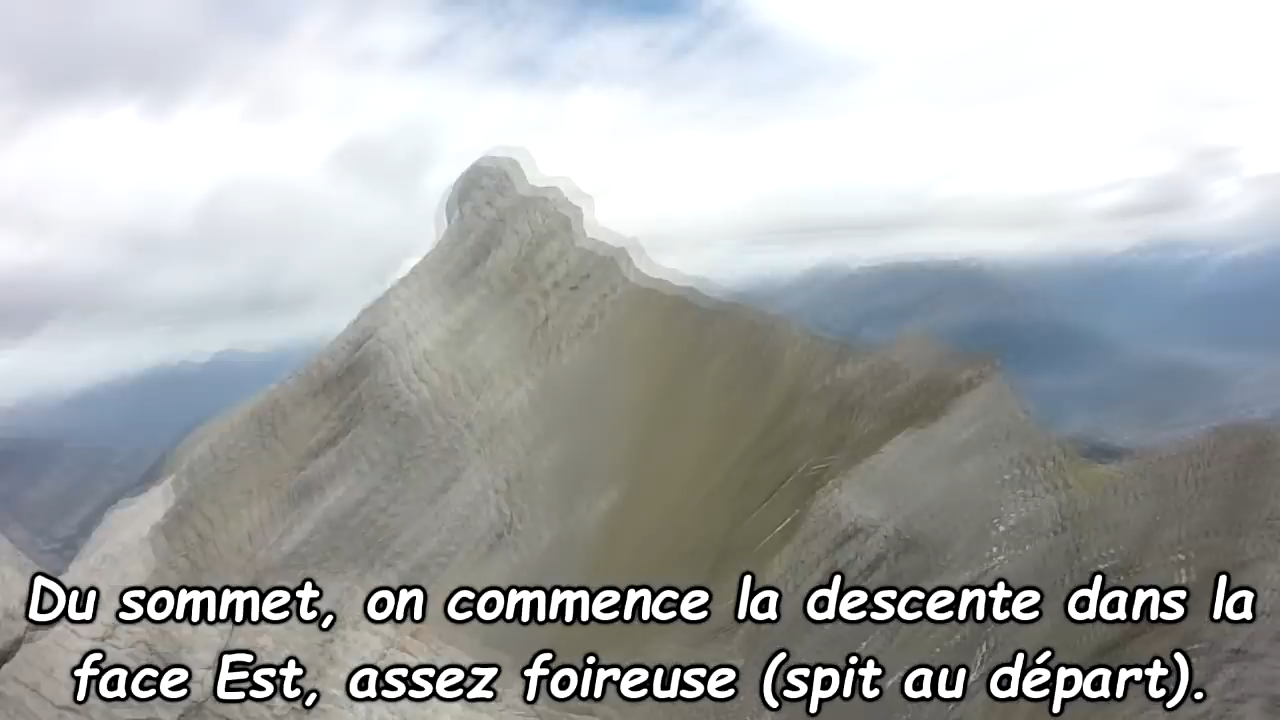 Du sommet, on commence la descente dans la
face Est, assez foireuse (spit au départ).